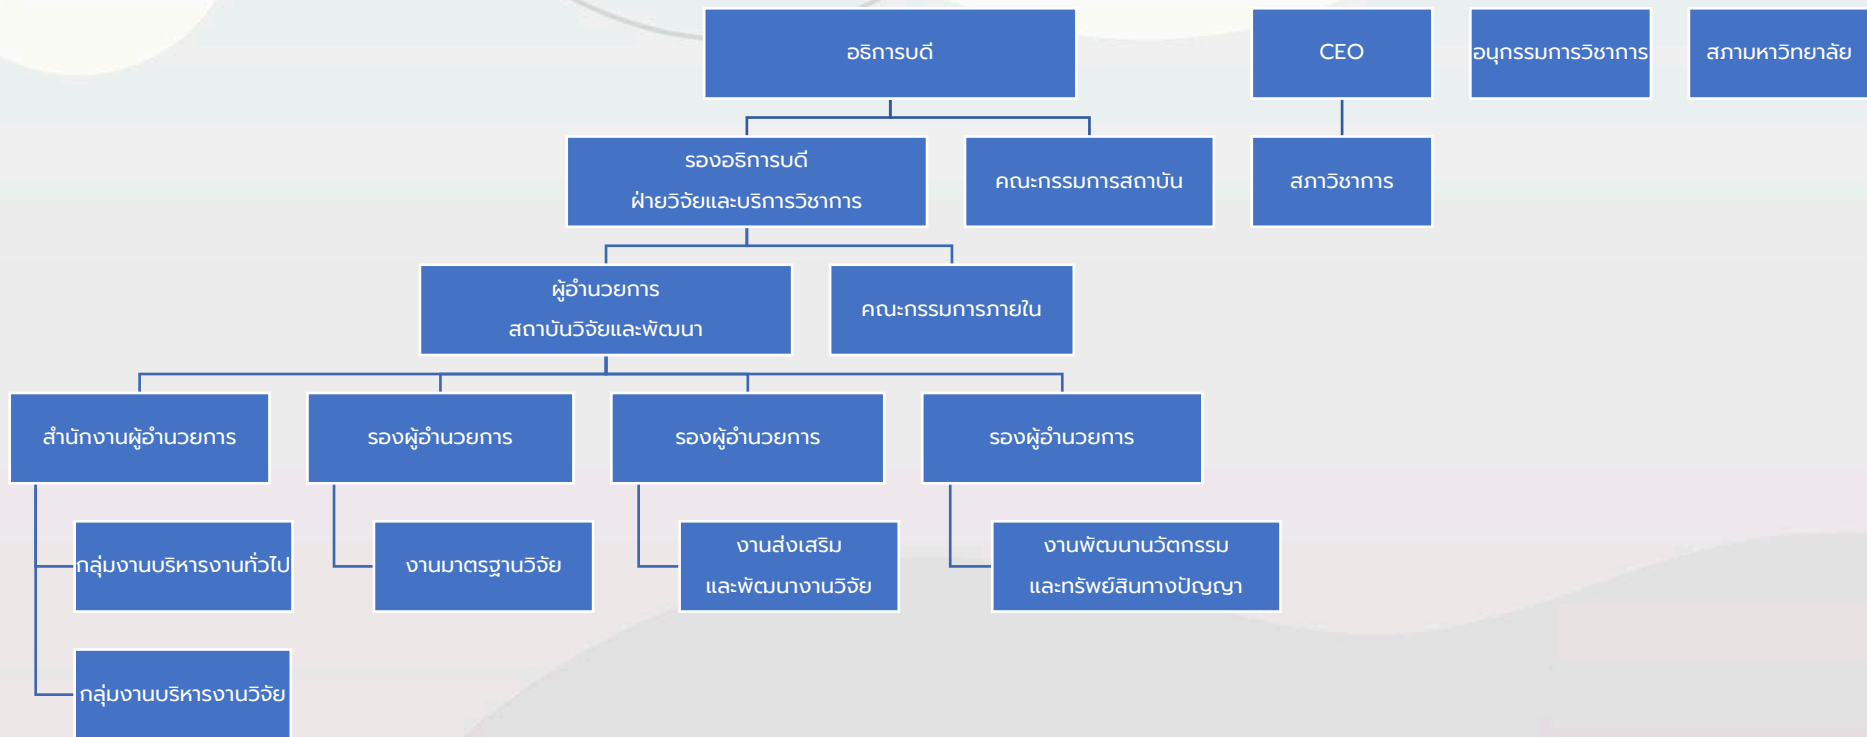 อธิการบดี
CEO
อนุกรรมการวิชาการ
สภามหาวิทยาลัย
รองอธิการบดี
ฝ่ายวิจัยและบริการวิชาการ
คณะกรรมการสถาบัน
สภาวิชาการ
ผู้อำนวยการ
สถาบันวิจัยและพัฒนา
คณะกรรมการภายใน
สำนักงานผู้อำนวยการ
รองผู้อำนวยการ
รองผู้อำนวยการ
รองผู้อำนวยการ
กลุ่มงานบริหารงานทั่วไป
งานมาตรฐานวิจัย
งานส่งเสริม
และพัฒนางานวิจัย
งานพัฒนานวัตกรรม
และทรัพย์สินทางปัญญา
กลุ่มงานบริหารงานวิจัย